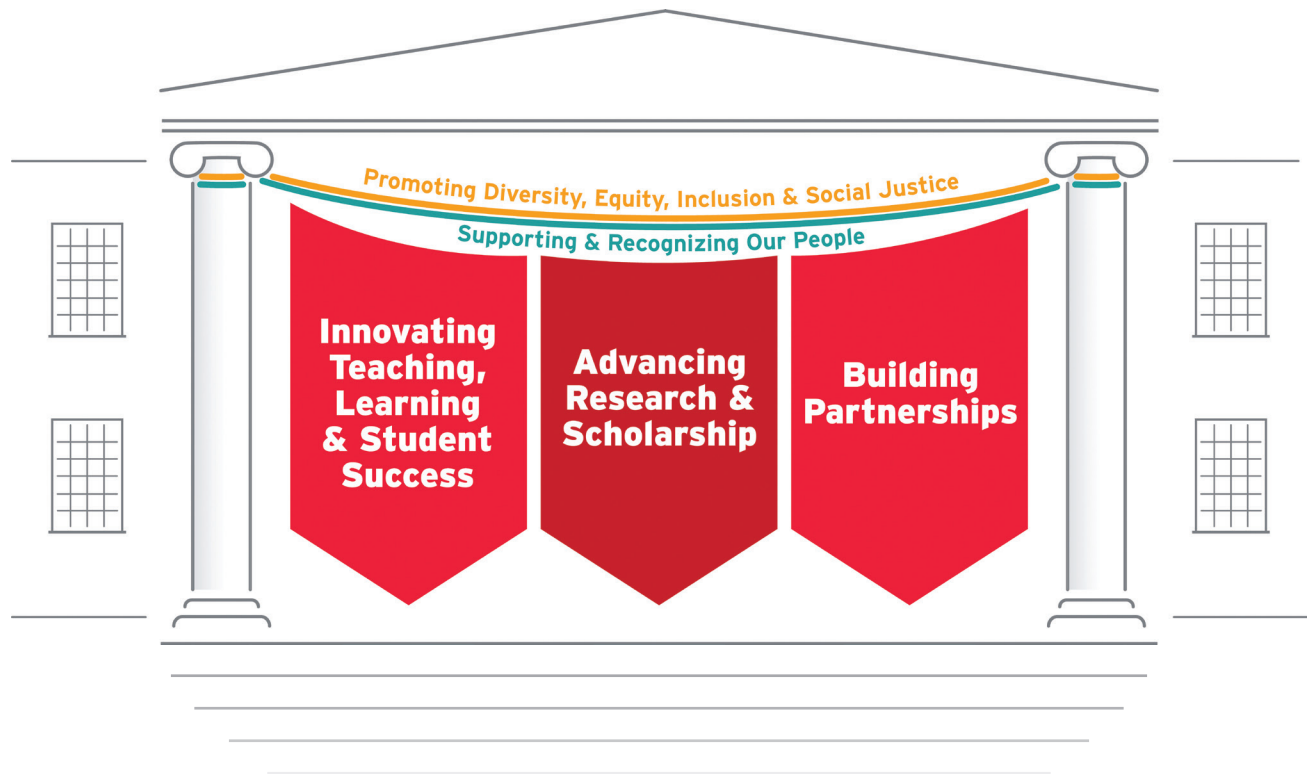 Promoting Diversity, Equity, Inclusion & Social Justice
Supporting & Recognizing Our People
Innovating
Teaching,
Learning
& Student
Success
Advancing
Research &
Scholarship
Building
Partnerships